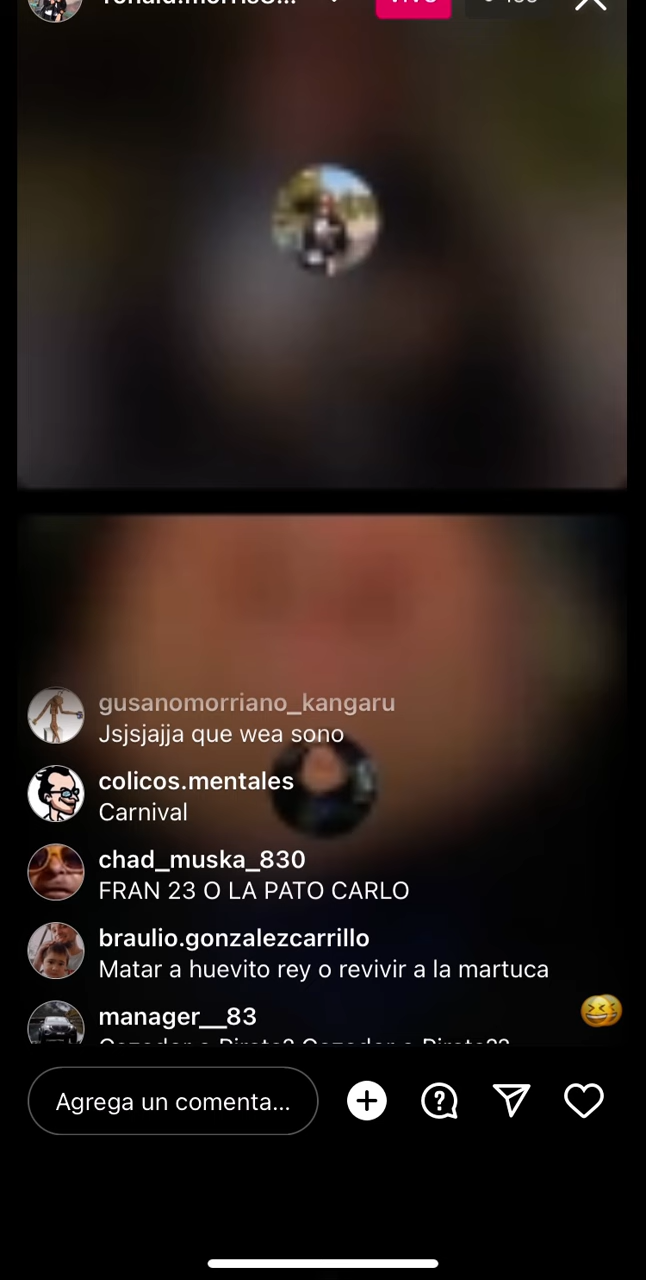 gusanomorriano_kangaru
Jsjsjajja que wea sono
colicos.mentales
Carnival
chad_muska_830
FRAN 23 O LA PATO CARLO
braulio.gonzalezcarrillo
Matar a huevito rey o revivir a la martuca
manager__83
Agrega un comenta...